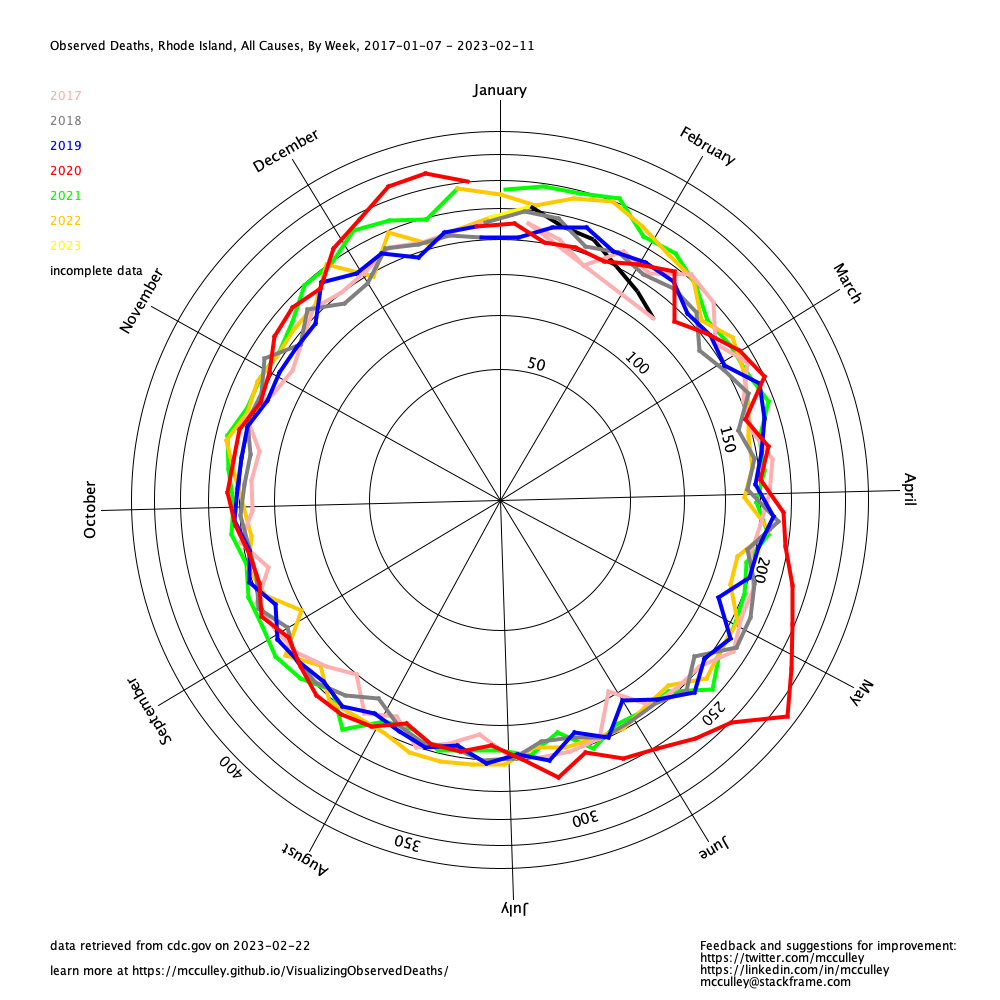 Observed Deaths, Rhode Island, All Causes, By Week, 2017-01-07 - 2023-02-11
January
2017
2018
2019
2020
2021
2022
2023
incomplete data
February
March
April
May
June
July
August
September
October
November
December
50
100
150
200
250
300
350
400
data retrieved from cdc.gov on 2023-02-22
learn more at https://mcculley.github.io/VisualizingObservedDeaths/
Feedback and suggestions for improvement:
https://twitter.com/mcculley
https://linkedin.com/in/mcculley
mcculley@stackframe.com